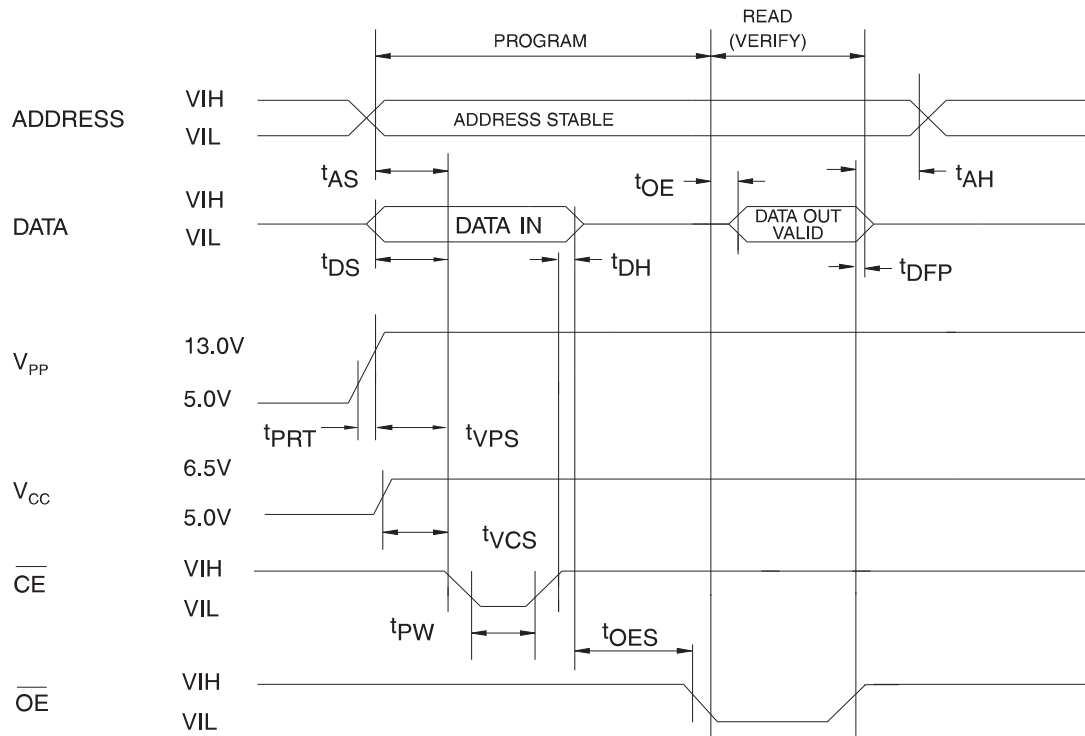 READ
PROGRAM
(VERIFY)
ADDRESS
VIH
VIL
ADDRESS STABLE
tAS
tOE
tAH
DATA
VIH
VIL
DATA IN
DATA OUT
VALID
tDS
tDH
tDFP
VPP
13.0V
5.0V
tPRT
tVPS
VCC
6.5V
5.0V
tVCS
CE
VIH
VIL
tPW
tOES
OE
VIH
VIL